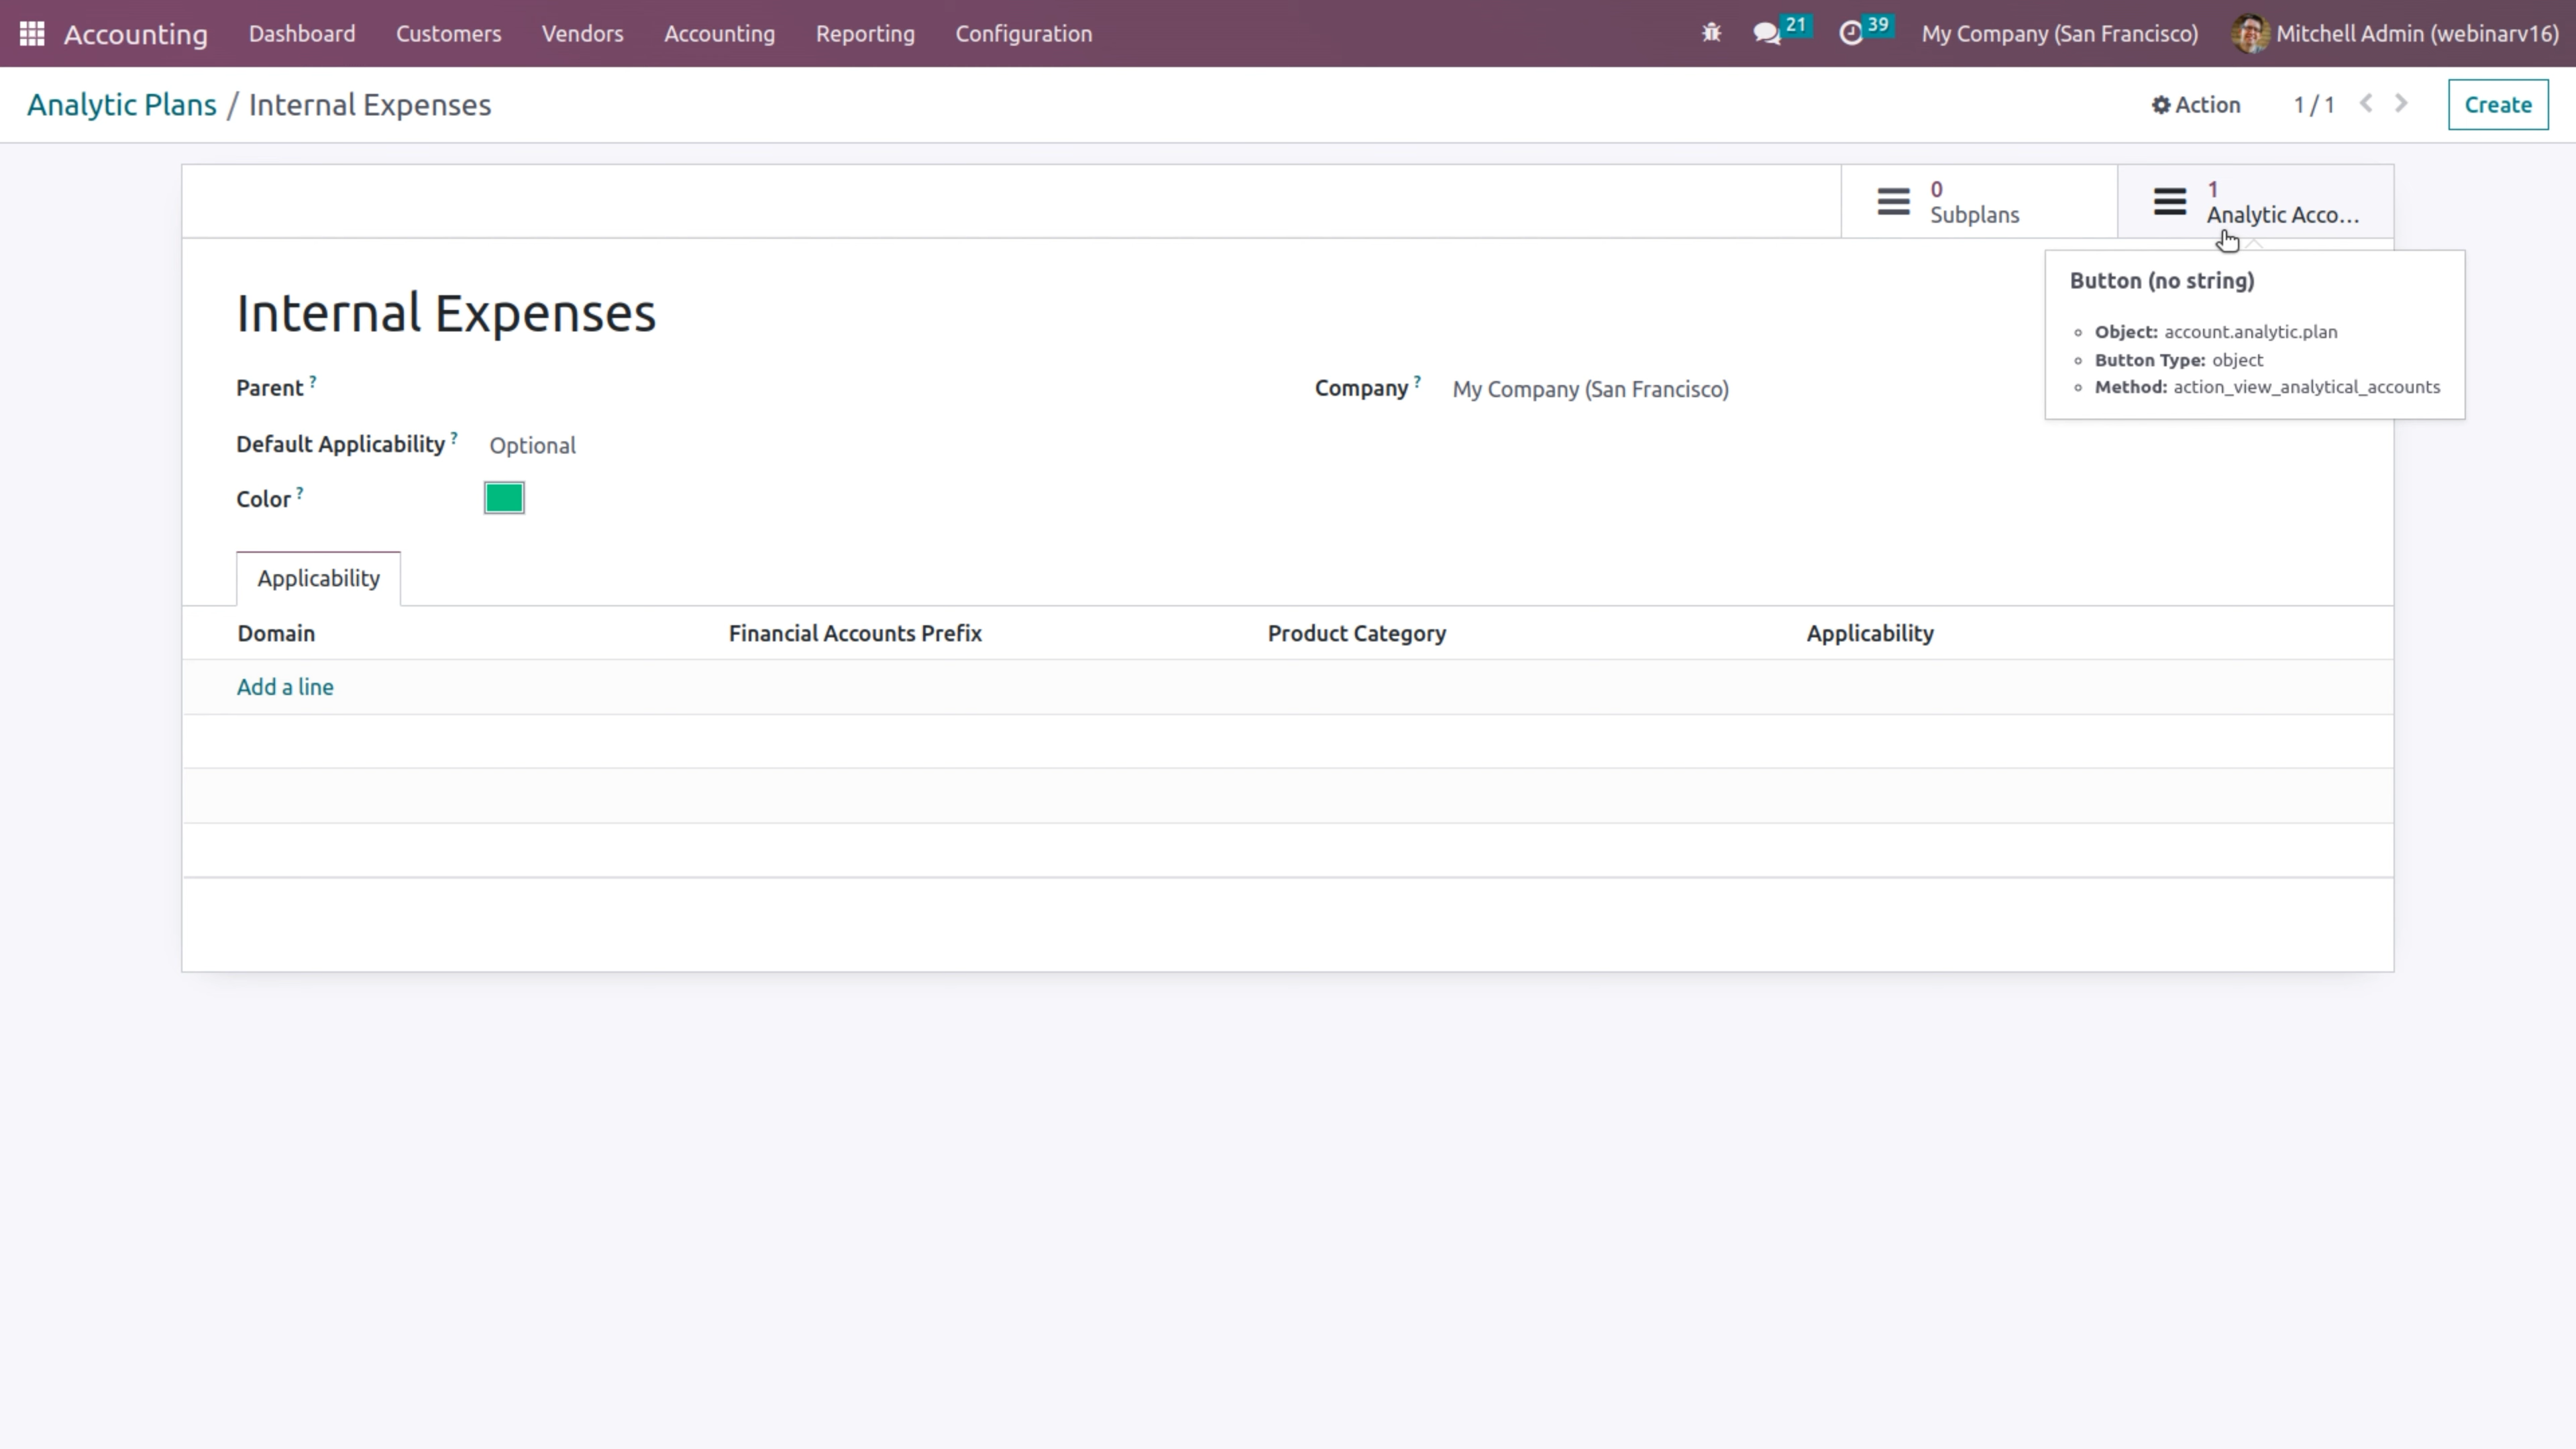 Accounting Dashboard Customers Vendors Accounting Reporting Configuration 21 39 My Company (San Francisco) Mitchell Admin (webinarv16)
Analytic Plans / Internal Expenses Action 1 / 1 Create
0
Subplans
1
Analytic Acco...
Button (no string)
Object: account.analytic.plan
Button Type: object
Method: action_view_analytical_accounts
Internal Expenses
Parent ? Company ? My Company (San Francisco)
Default Applicability ? Optional
Color ?
Applicability
Domain Financial Accounts Prefix Product Category Applicability
Add a line